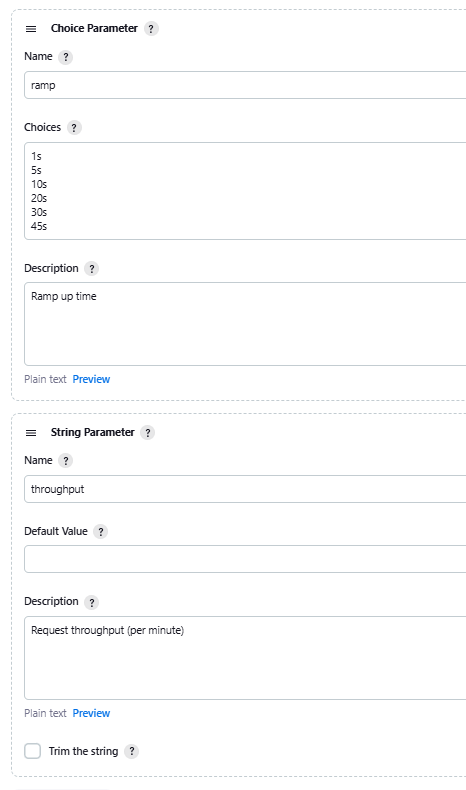 Choice Parameter ?
Name ?
ramp
Choices ?
1s
5s
10s
20s
30s
45s
Description ?
Ramp up time
Plain text Preview
String Parameter ?
Name ?
throughput
Default Value ?
Description ?
Request throughput (per minute)
Plain text Preview
Trim the string ?